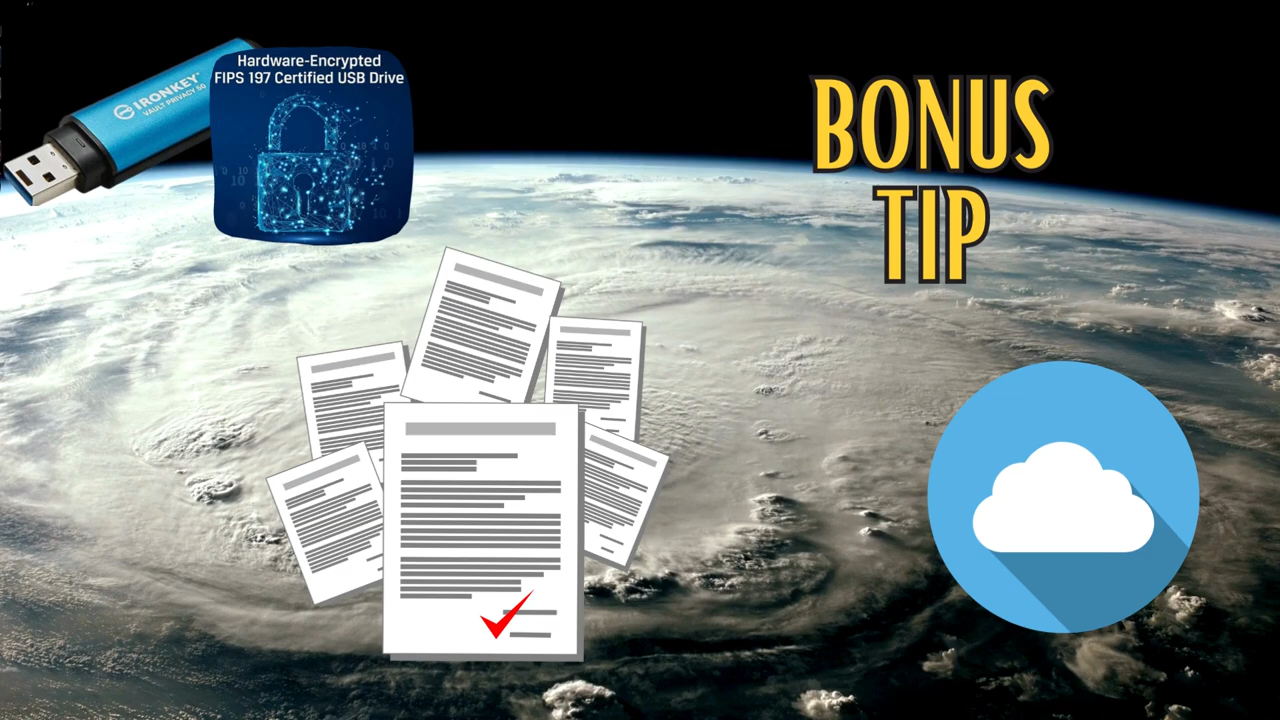 Hardware-Encrypted
FIPS 197 Certified USB Drive
IRONKEY
VAULT PRIVACY 50
BONUS
TIP